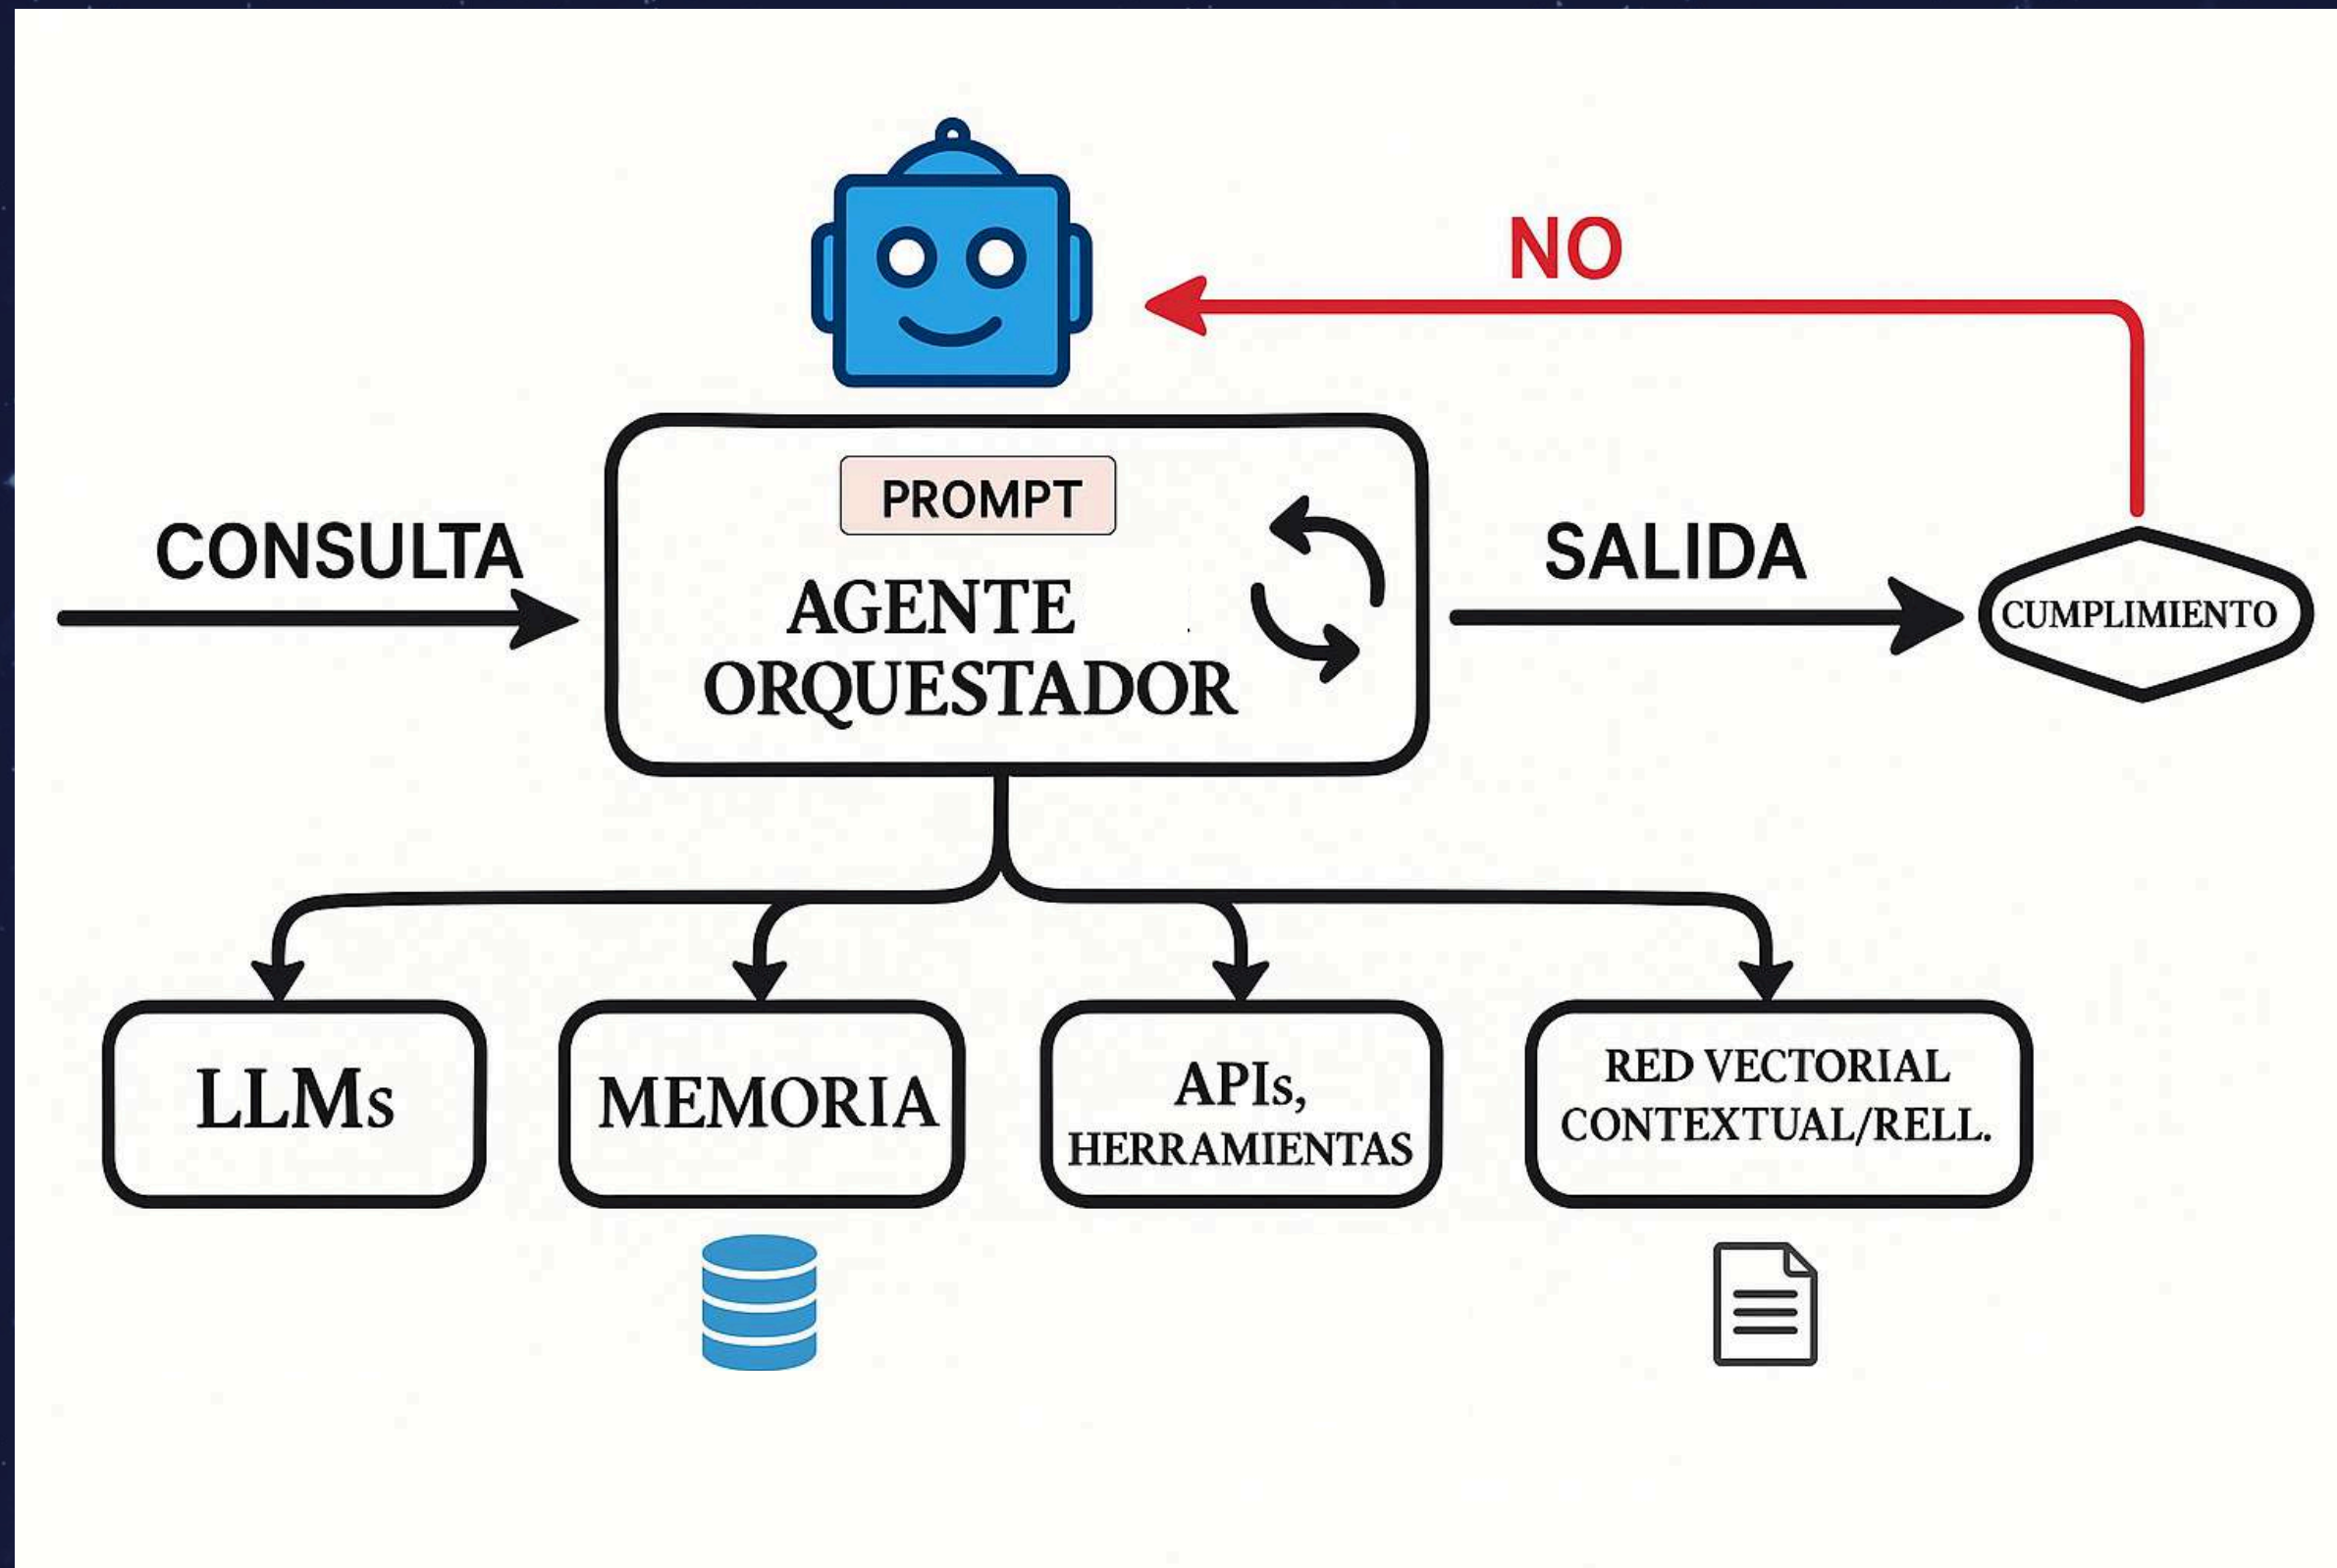 NO
PROMPT
CONSULTA
AGENTE
ORQUESTADOR
SALIDA
CUMPLIMIENTO
LLMs
MEMORIA
APIs,
HERRAMIENTAS
RED VECTORIAL
CONTEXTUAL/RELL.